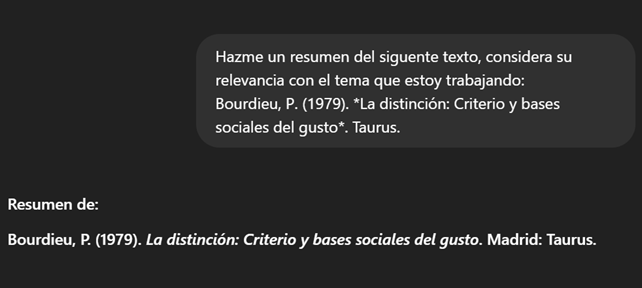 Hazme un resumen del siguente texto, considera su
relevancia con el tema que estoy trabajando:
Bourdieu, P. (1979). *La distinción: Criterio y bases
sociales del gusto*. Taurus.
Resumen de:
Bourdieu, P. (1979). La distinción: Criterio y bases sociales del gusto. Madrid: Taurus.